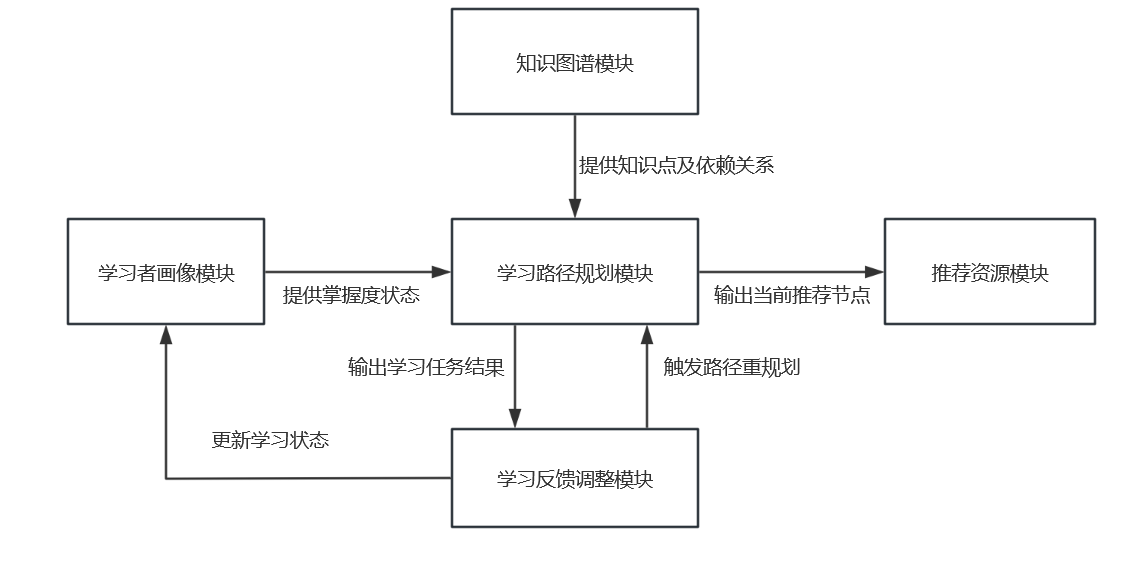 知识图谱模块
提供知识点及依赖关系
学习者画像模块
提供掌握度状态
学习路径规划模块
输出当前推荐节点
推荐资源模块
输出学习任务结果
触发路径重规划
更新学习状态
学习反馈调整模块